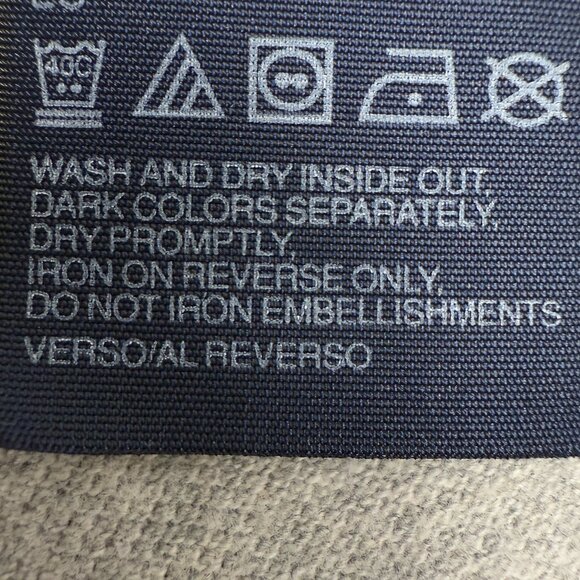 40C
WASH AND DRY INSIDE OUT,
DARK COLORS SEPARATELY,
DRY PROMPTLY,
IRON ON REVERSE ONLY,
DO NOT IRON EMBELLISHMENTS
VERSO/AL REVERSO